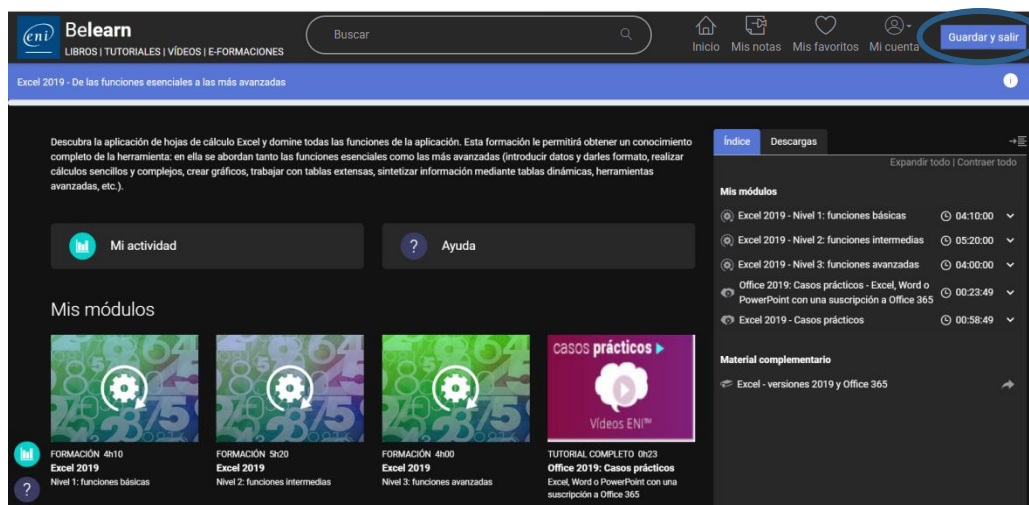 eni
Belearn
LIBROS | TUTORIALES | VÍDEOS | E-FORMACIONES
Buscar
Inicio
Mis notas
Mis favoritos
Mi cuenta
Guardar y salir
Excel 2019 - De las funciones esenciales a las más avanzadas
i
Descubra la aplicación de hojas de cálculo Excel y domine todas las funciones de la aplicación. Esta formación le permitirá obtener un conocimiento
completo de la herramienta: en ella se abordan tanto las funciones esenciales como las más avanzadas (introducir datos y darles formato, realizar
cálculos sencillos y complejos, crear gráficos, trabajar con tablas extensas, sintetizar información mediante tablas dinámicas, herramientas
avanzadas, etc.).
Mi actividad
? Ayuda
Mis módulos
FORMACIÓN 4h10
Excel 2019
Nivel 1: funciones básicas
FORMACIÓN 5h20
Excel 2019
Nivel 2: funciones intermedias
FORMACIÓN 4h00
Excel 2019
Nivel 3: funciones avanzadas
casos prácticos
Vídeos ENI™
TUTORIAL COMPLETO 0h23
Office 2019: Casos prácticos
Excel, Word o PowerPoint con una
suscripción a Office 365
?
Índice
Descargas
Expandir todo | Contraer todo
Mis módulos
Excel 2019 - Nivel 1: funciones básicas 04:10:00
Excel 2019 - Nivel 2: funciones intermedias 05:20:00
Excel 2019 - Nivel 3: funciones avanzadas 04:00:00
Office 2019: Casos prácticos - Excel, Word o
PowerPoint con una suscripción a Office 365 00:23:49
Excel 2019 - Casos prácticos 00:58:49
Material complementario
Excel - versiones 2019 y Office 365